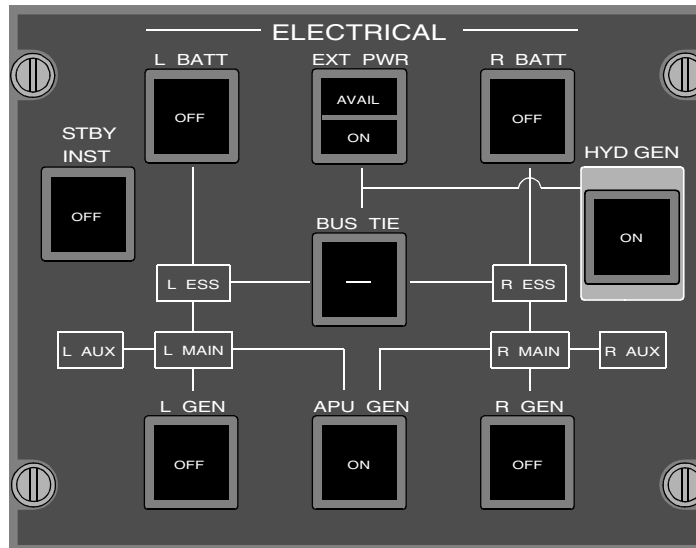 ELECTRICAL
L BATT EXT PWR R BATT
OFF
AVAIL
ON
OFF
STBY
INST
OFF
HYD GEN
ON
BUS TIE
L ESS
R ESS
L AUX L MAIN R MAIN R AUX
L GEN APU GEN R GEN
OFF ON OFF